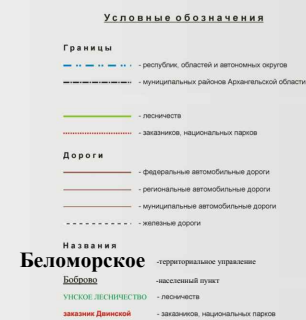 Условные обозначения
Границы
- республик, областей и автономных округов
- муниципальных районов Архангельской области
- лесничеств
- заказников, национальных парков
Дороги
- федеральные автомобильные дороги
- региональные автомобильные дороги
- муниципальные автомобильные дороги
- железные дороги
Названия
Беломорское -территориальное управление
Боброво -населенный пункт
УНСКОЕ ЛЕСНИЧЕСТВО - лесничеств
заказник Двинской - заказников, национальных парков